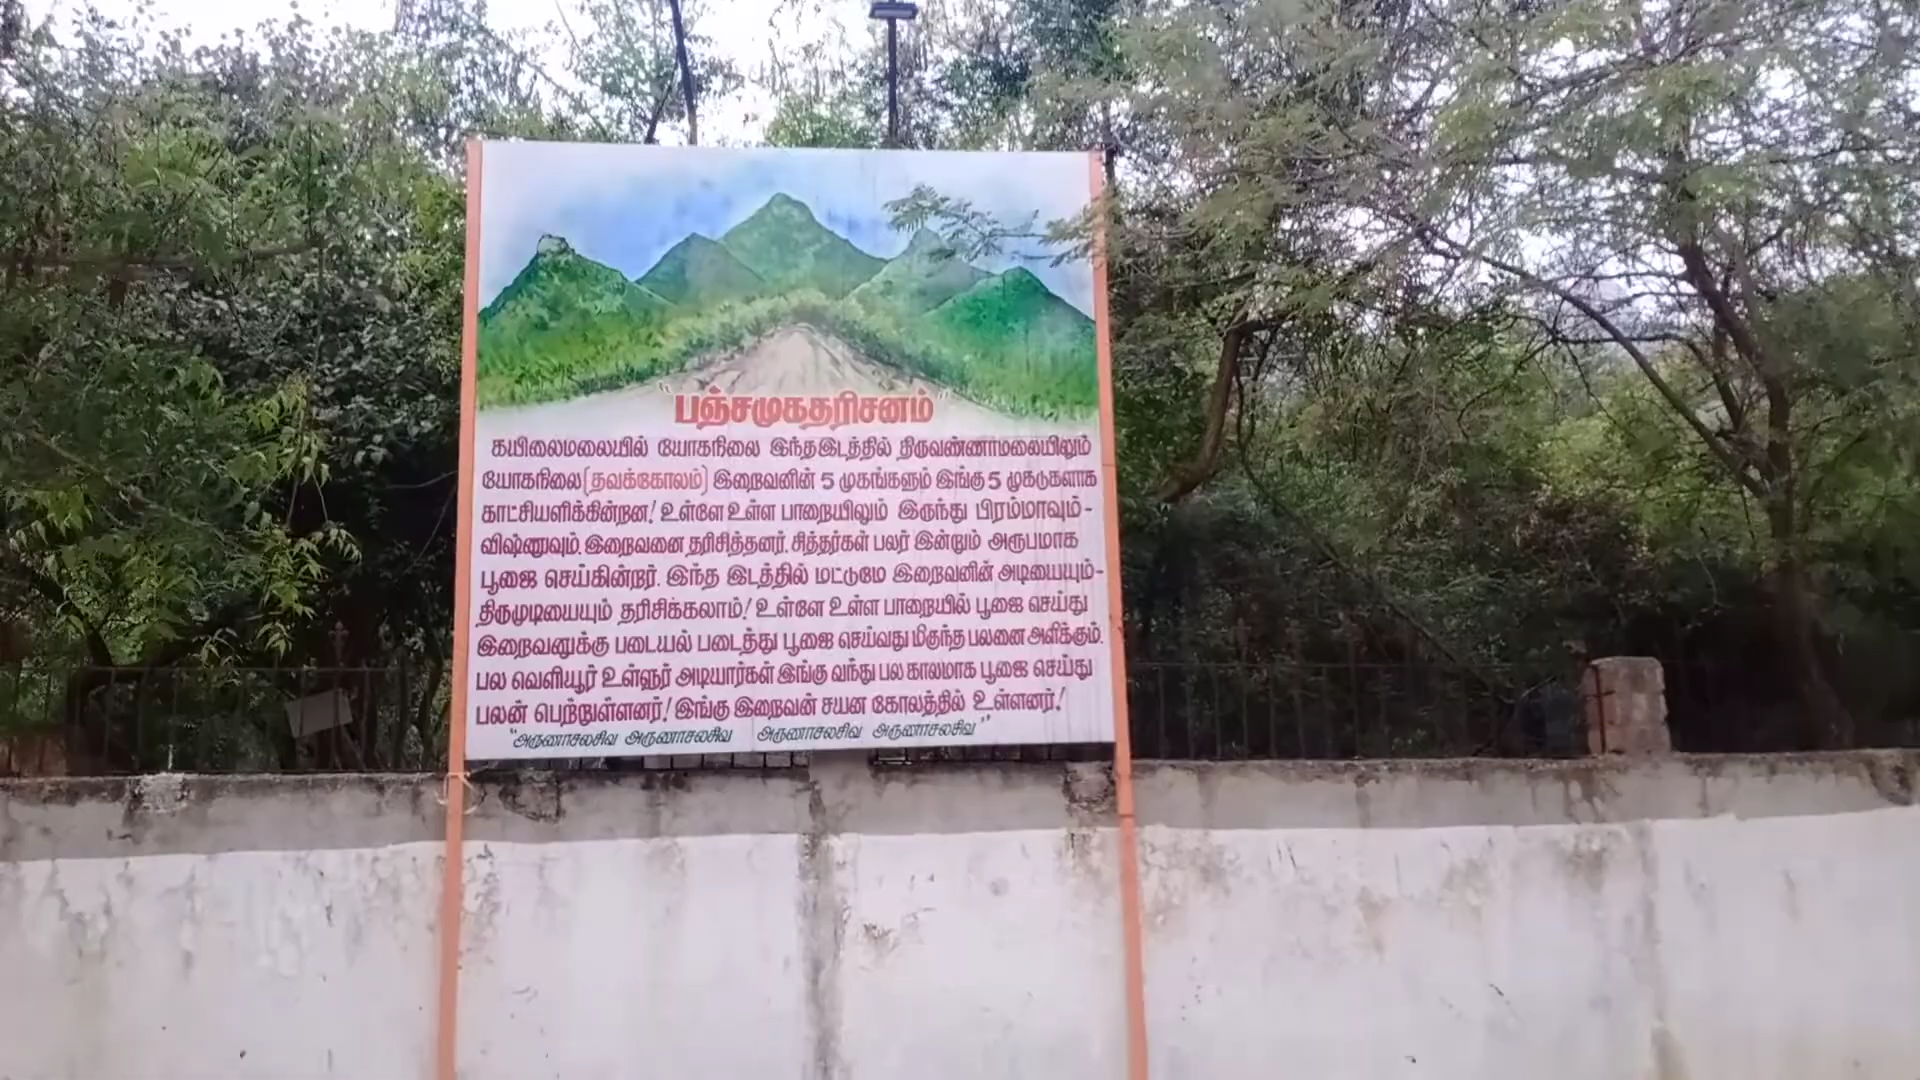 "பஞ்சமுகதரிசனம்"
கயிலைமலையில் யோகநிலை இந்தஇடத்தில் திருவண்ணாமலையிலும்
யோகநிலை(தவக்கோலம்) இறைவனின் 5 முகங்களும் இங்கு 5 முகடுகளாக
காட்சியளிக்கின்றன! உள்ளே உள்ள பாறையிலும் இருந்து பிரம்மாவும்-
விஷ்ணுவும். இறைவனை தரிசித்தனர். சித்தர்கள் பலர் இன்றும் அரூபமாக
பூஜை செய்கின்றர். இந்த இடத்தில் மட்டுமே இறைவனின் அடியையும்-
திருமுடியையும் தரிசிக்கலாம்! உள்ளே உள்ள பாறையில் பூஜை செய்து
இறைவனுக்கு படையல் படைத்து பூஜை செய்வது மிகுந்த பலனை அளிக்கும்.
பல வெளியூர் உள்ளூர் அடியார்கள் இங்கு வந்து பல காலமாக பூஜை செய்து
பலன் பெற்றுள்ளனர்! இங்கு இறைவன் சயன கோலத்தில் உள்ளனர்!
"அருணாசலசிவ அருணாசலசிவ அருணாசலசிவ அருணாசலசிவ"